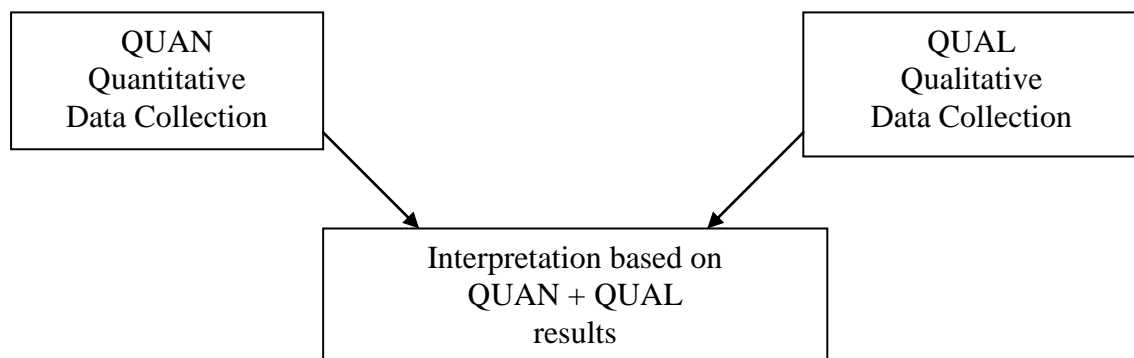 QUAN
Quantitative
Data Collection
QUAL
Qualitative
Data Collection
Interpretation based on
QUAN + QUAL
results